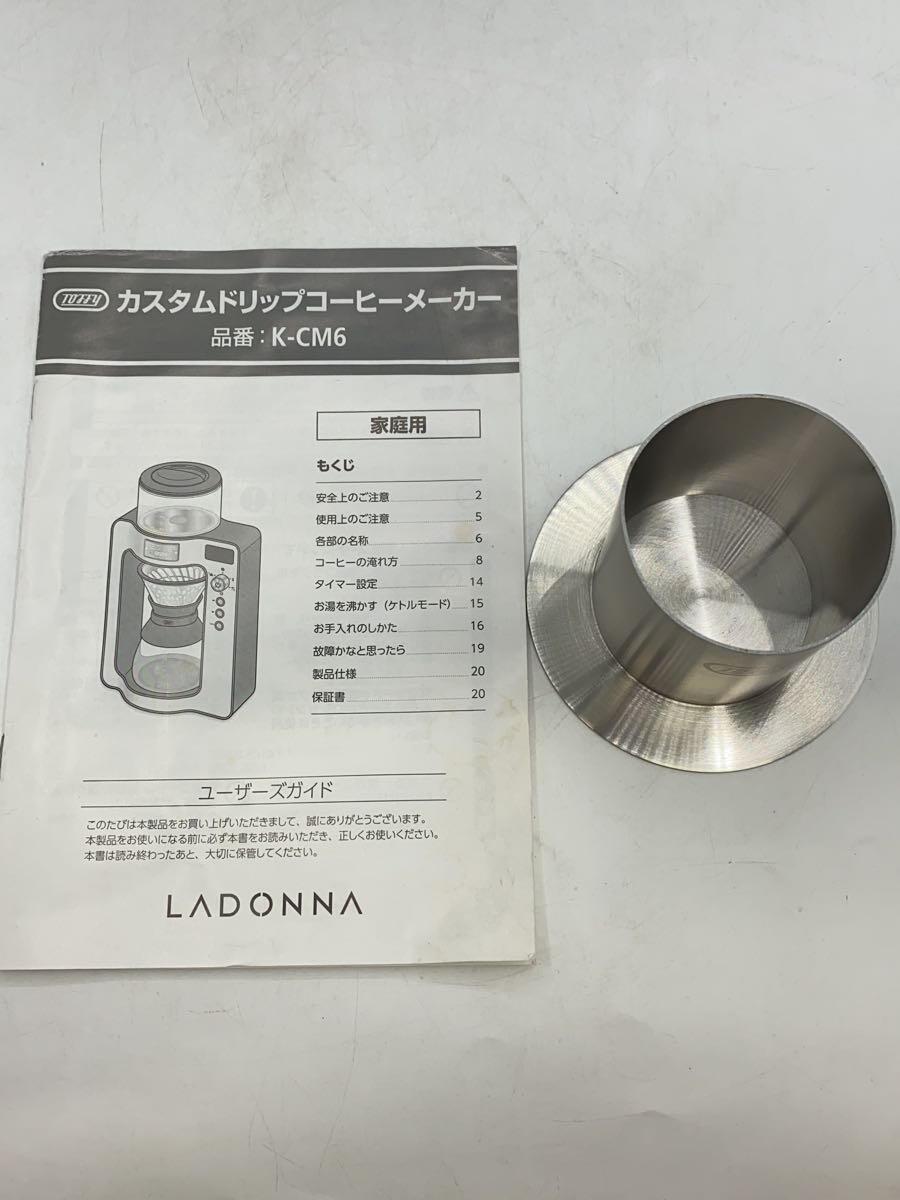 Toffy カスタムドリップコーヒーメーカー
品番：K-CM6
家庭用
もくじ
安全上のご注意 2
使用上のご注意 5
各部の名称 6
コーヒーの淹れ方 8
タイマー設定 14
お湯を沸かす（ケトルモード） 15
お手入れのしかた 16
故障かなと思ったら 19
製品仕様 20
保証書 20
ユーザーズガイド
このたびは本製品をお買い上げいただきまして、誠にありがとうございます。
本製品をお使いになる前に必ず本書をお読みいただき、正しくお使いください。
本書は読み終わったあと、大切に保管してください。
LADONNA